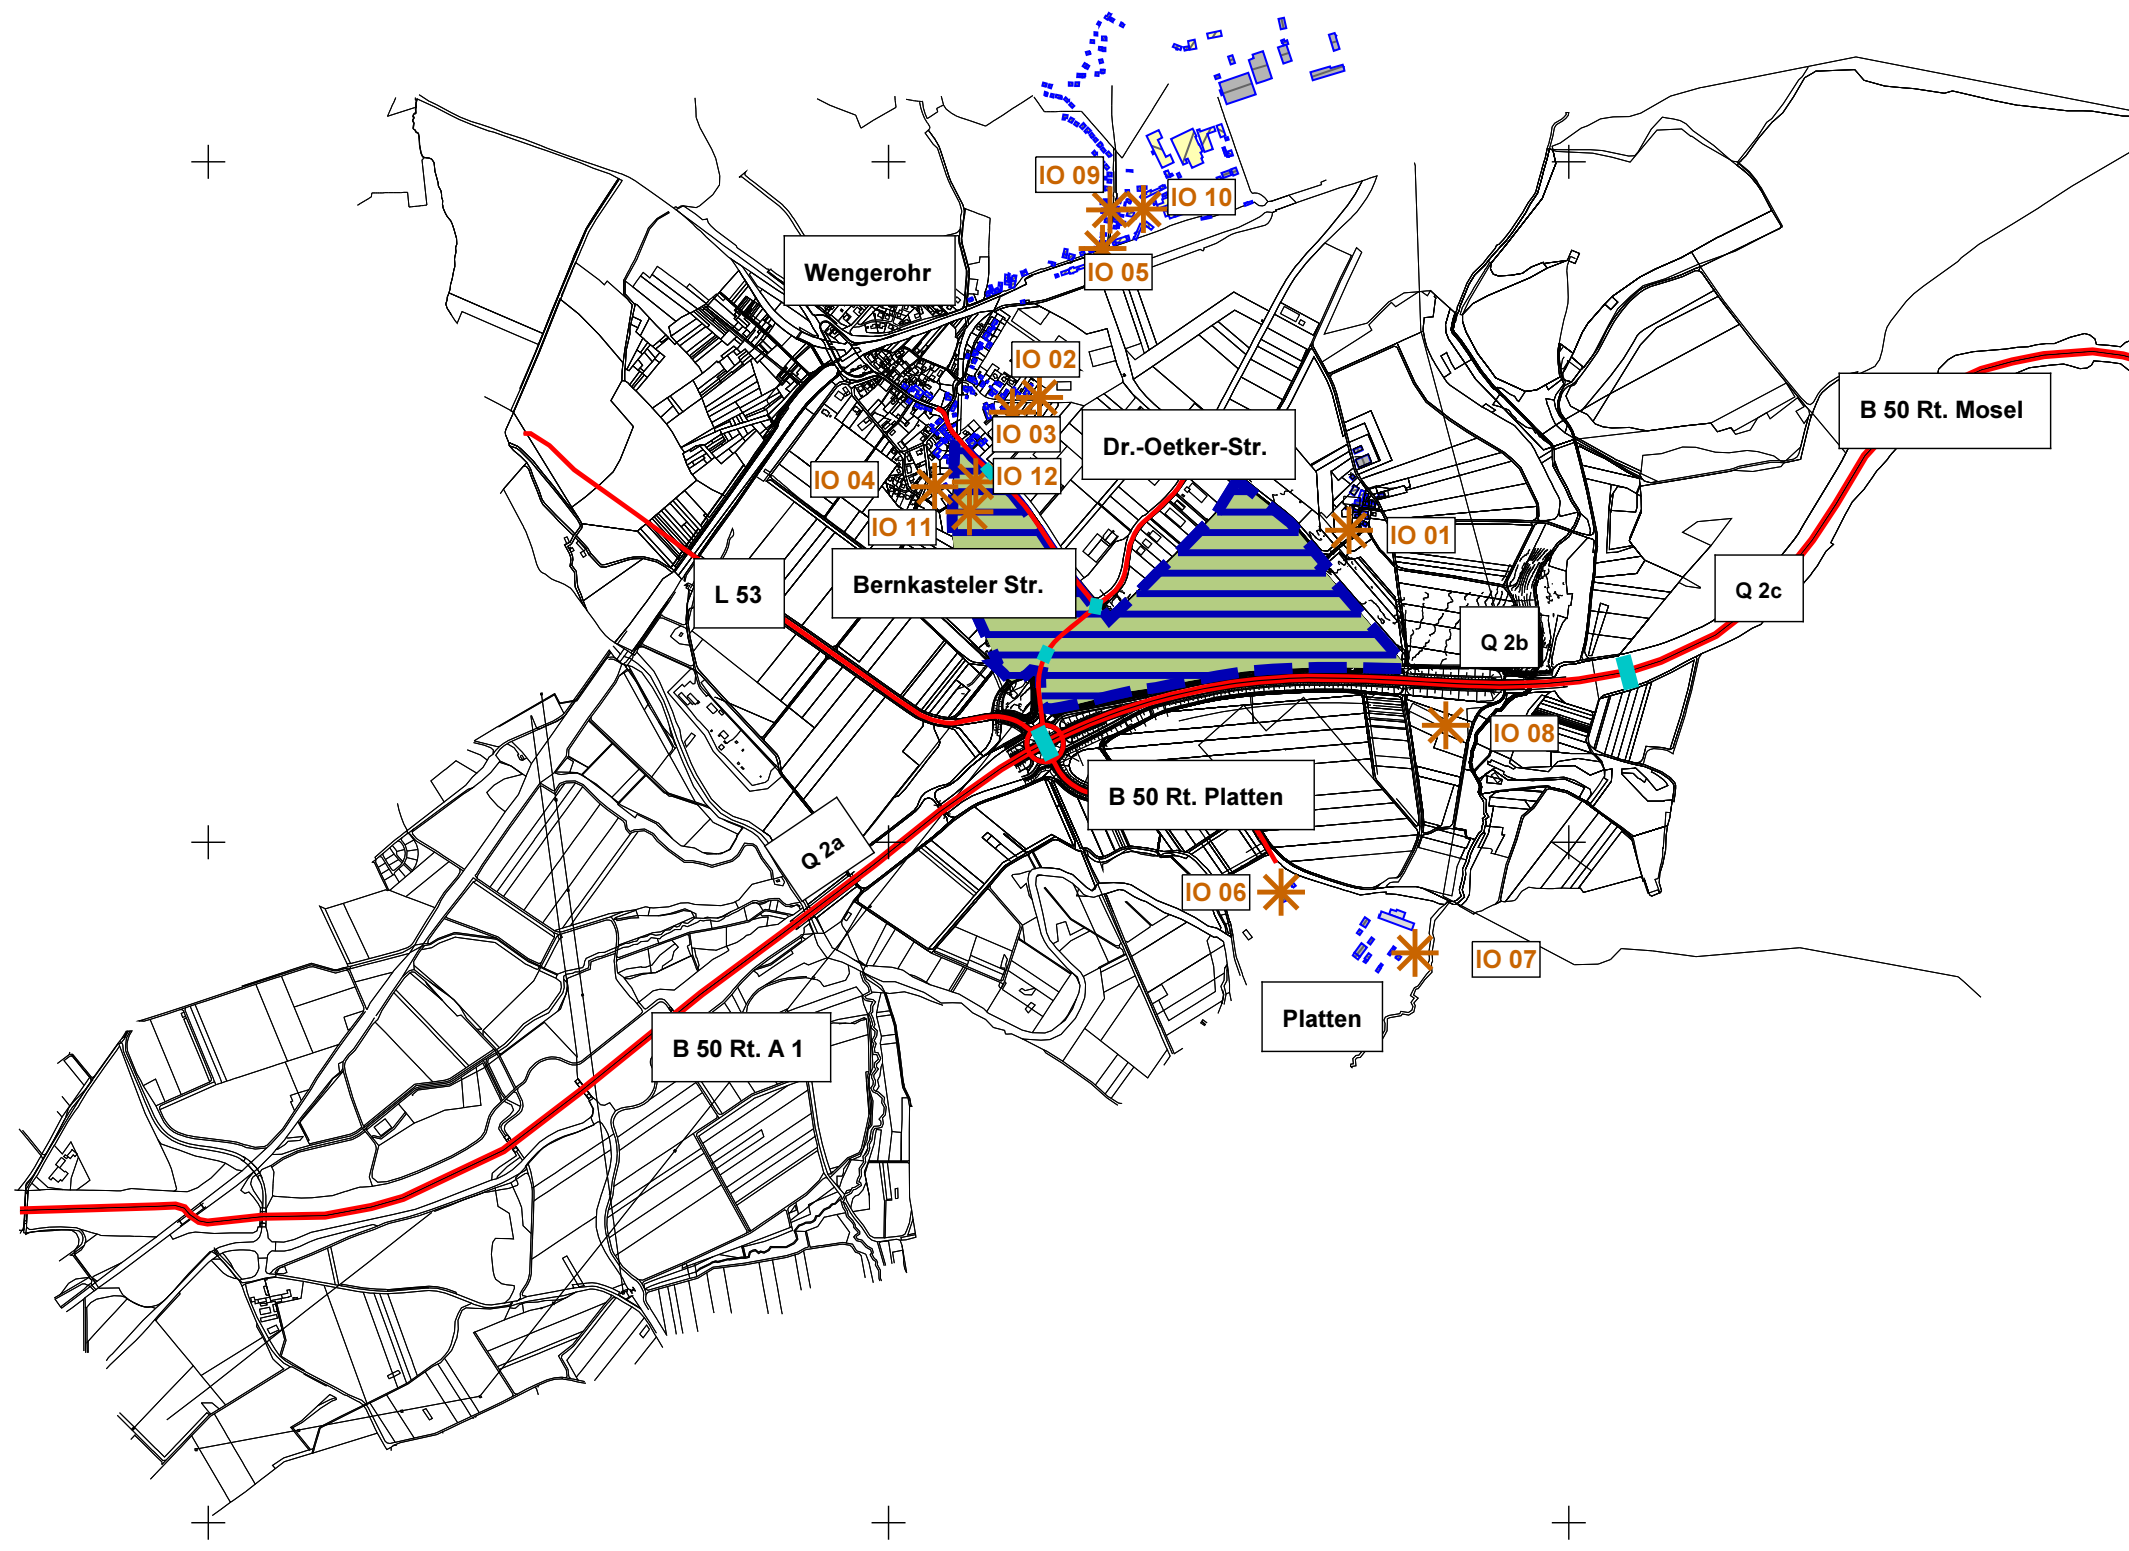 IO 09
IO 10
Wengerohr
IO 05
IO 02
B 50 Rt. Mosel
IO 03
Dr.-Oetker-Str.
IO 04
IO 12
IO 11
IO 01
Bernkasteler Str.
L 53
Q 2c
Q 2b
IO 08
B 50 Rt. Platten
Q 2a
IO 06
IO 07
Platten
B 50 Rt. A 1